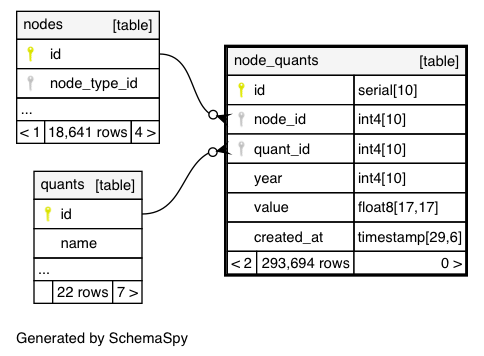 nodes [table]
id
node_type_id
...
< 1 18,641 rows 4 >
quants [table]
id
name
...
22 rows 7 >
node_quants [table]
id serial[10]
node_id int4[10]
quant_id int4[10]
year int4[10]
value float8[17,17]
created_at timestamp[29,6]
< 2 293,694 rows 0 >
Generated by SchemaSpy